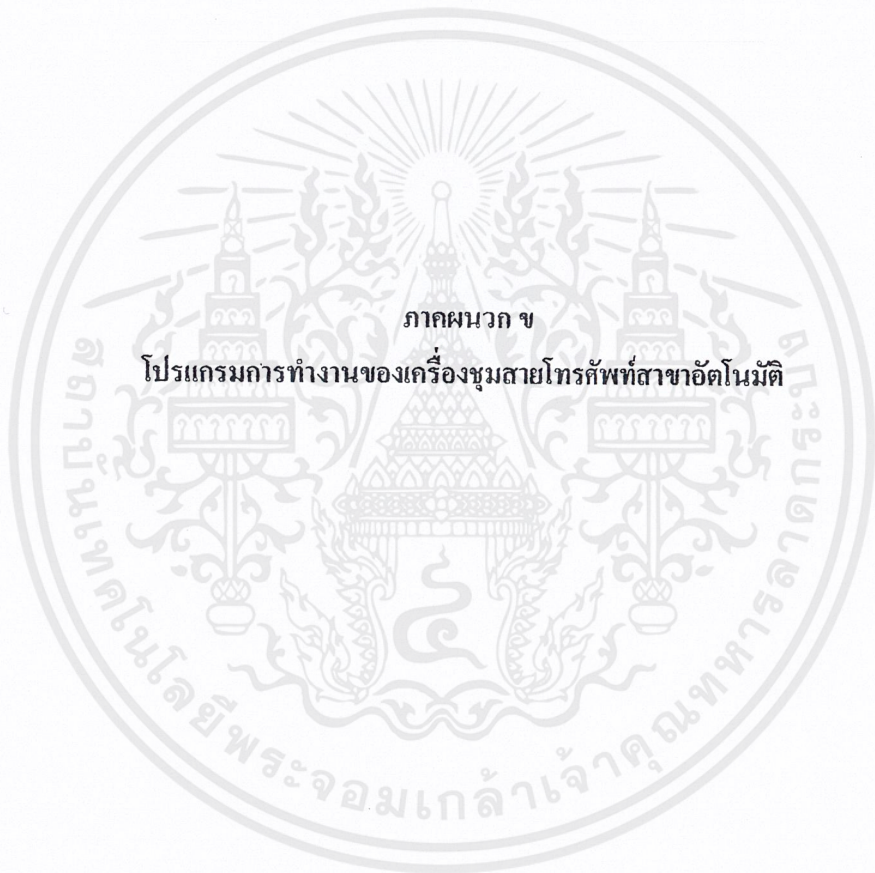 ภาคผนวก ข
โปรแกรมการทำงานของเครื่องชุมสายโทรศัพท์สาขาอัตโนมัติ
สถาบันเทคโนโลยีพระจอมเกล้าเจ้าคุณทหารลาดกระบัง